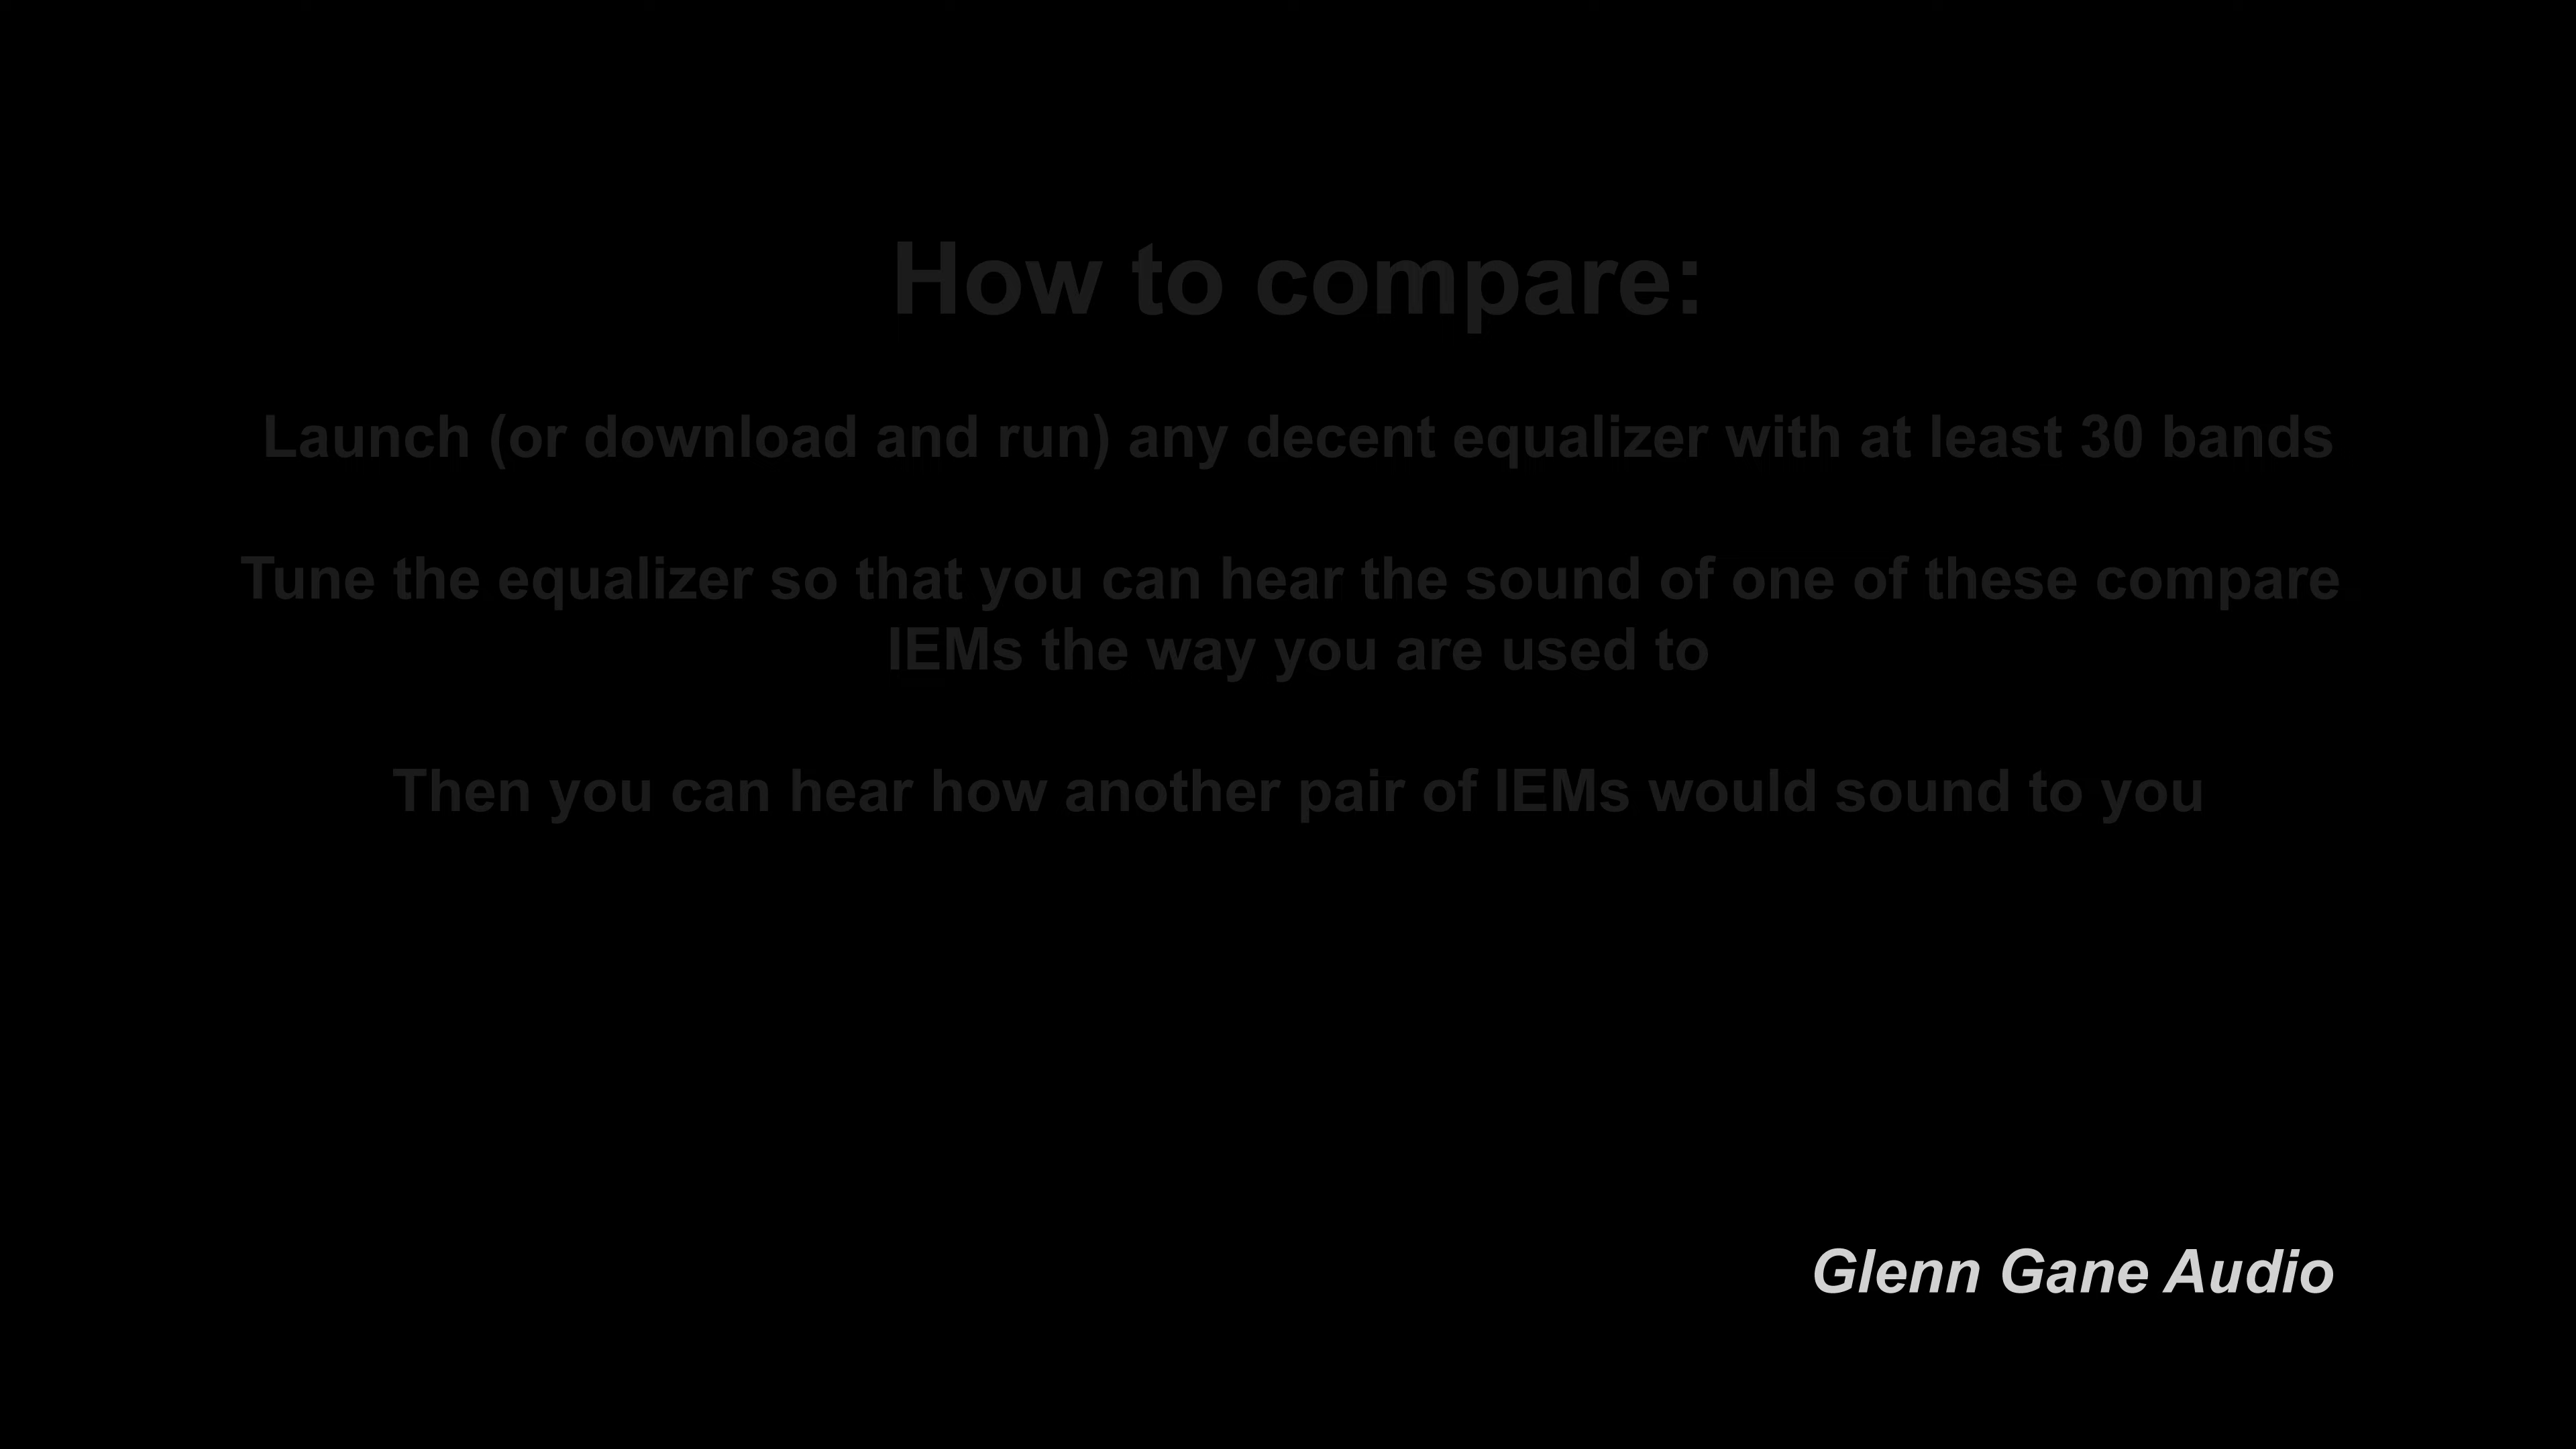 How to compare:
Launch (or download and run) any decent equalizer with at least 30 bands
Tune the equalizer so that you can hear the sound of one of these compare
IEMs the way you are used to
Then you can hear how another pair of IEMs would sound to you
Glenn Gane Audio